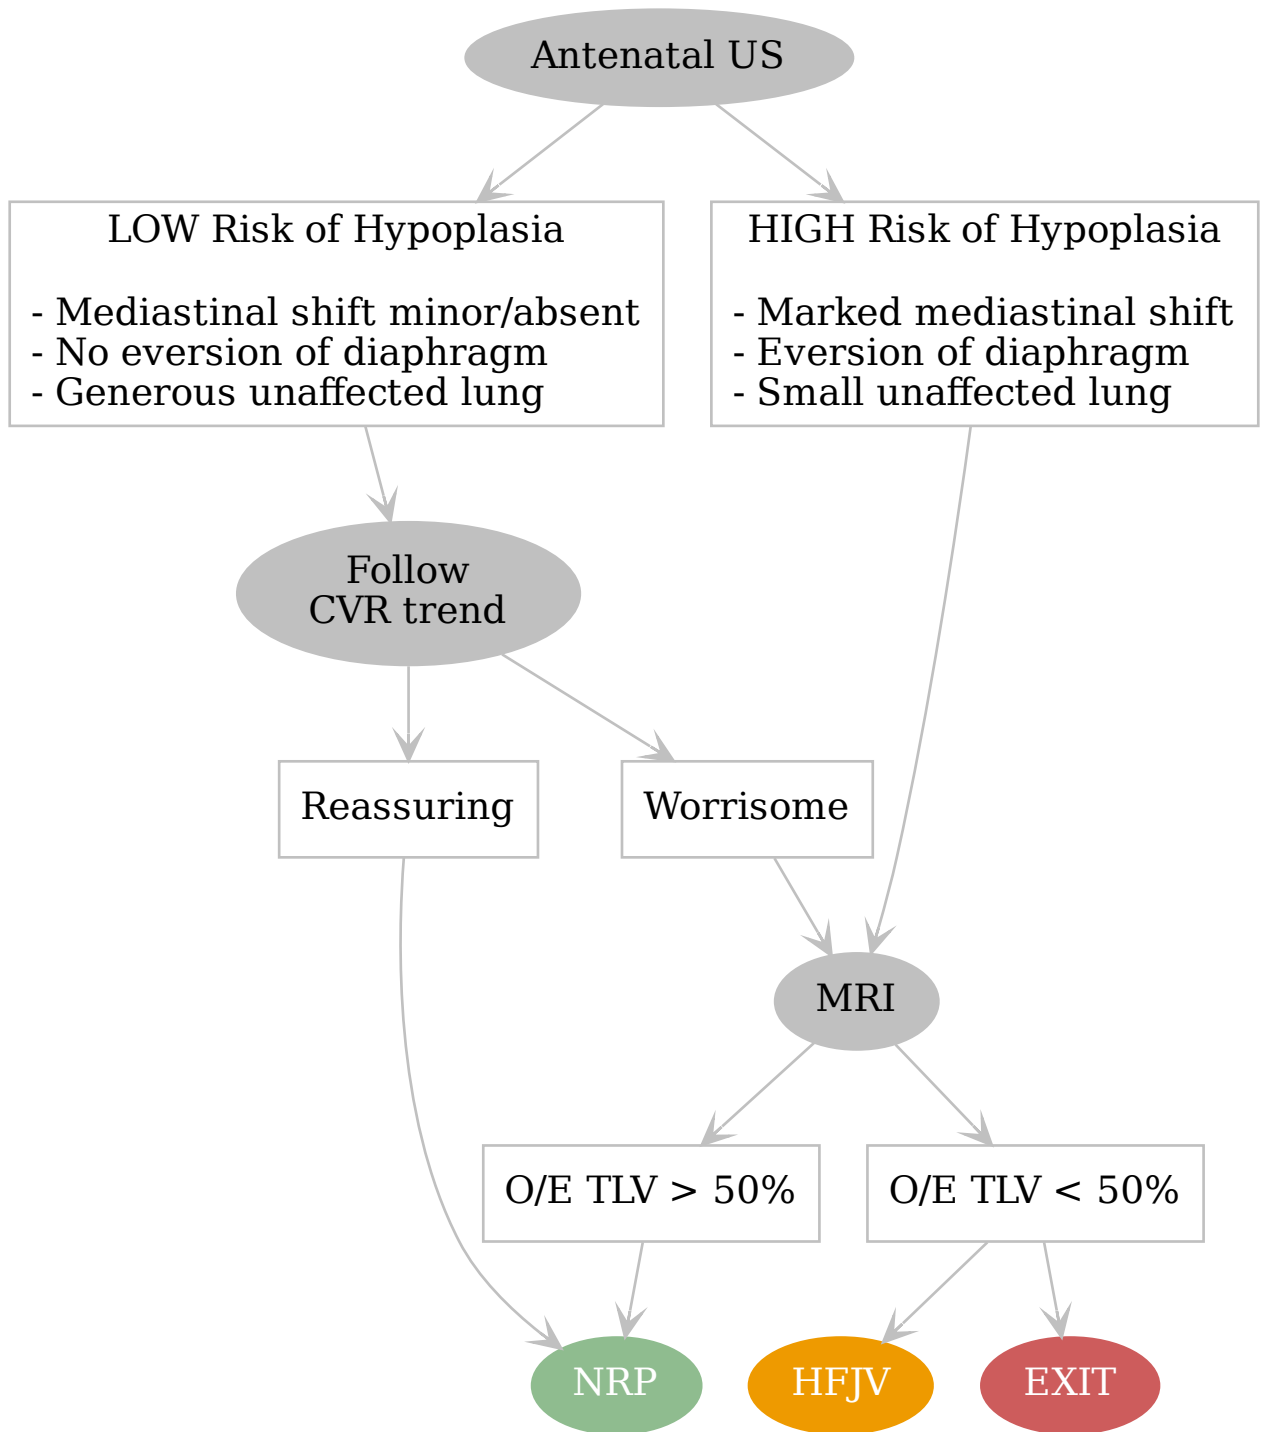 Antenatal US
LOW Risk of Hypoplasia
- Mediastinal shift minor/absent
- No eversion of diaphragm
- Generous unaffected lung
HIGH Risk of Hypoplasia
- Marked mediastinal shift
- Eversion of diaphragm
- Small unaffected lung
Follow
CVR trend
Reassuring
Worrisome
MRI
O/E TLV > 50%
O/E TLV < 50%
NRP
HFJV
EXIT